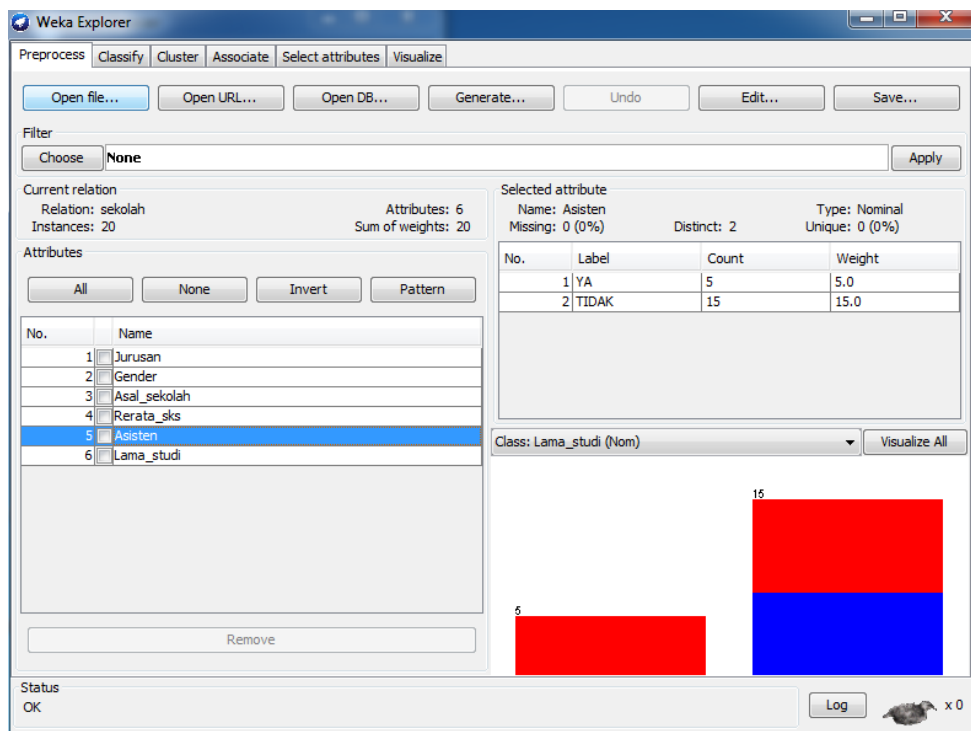 Weka Explorer
Preprocess Classify Cluster Associate Select attributes Visualize
Open file... Open URL... Open DB... Generate... Undo Edit... Save...
Filter
Choose None Apply
Current relation
Relation: sekolah Attributes: 6
Instances: 20 Sum of weights: 20
Selected attribute
Name: Asisten Type: Nominal
Missing: 0 (0%) Distinct: 2 Unique: 0 (0%)
Attributes
All None Invert Pattern
No. Name
1 Jurusan
2 Gender
3 Asal_sekolah
4 Rerata_sks
5 Asisten
6 Lama_studi
Remove
No. Label Count Weight
1 YA 5 5.0
2 TIDAK 15 15.0
Class: Lama_studi (Nom) Visualize All
15
5
Status
OK
Log x 0